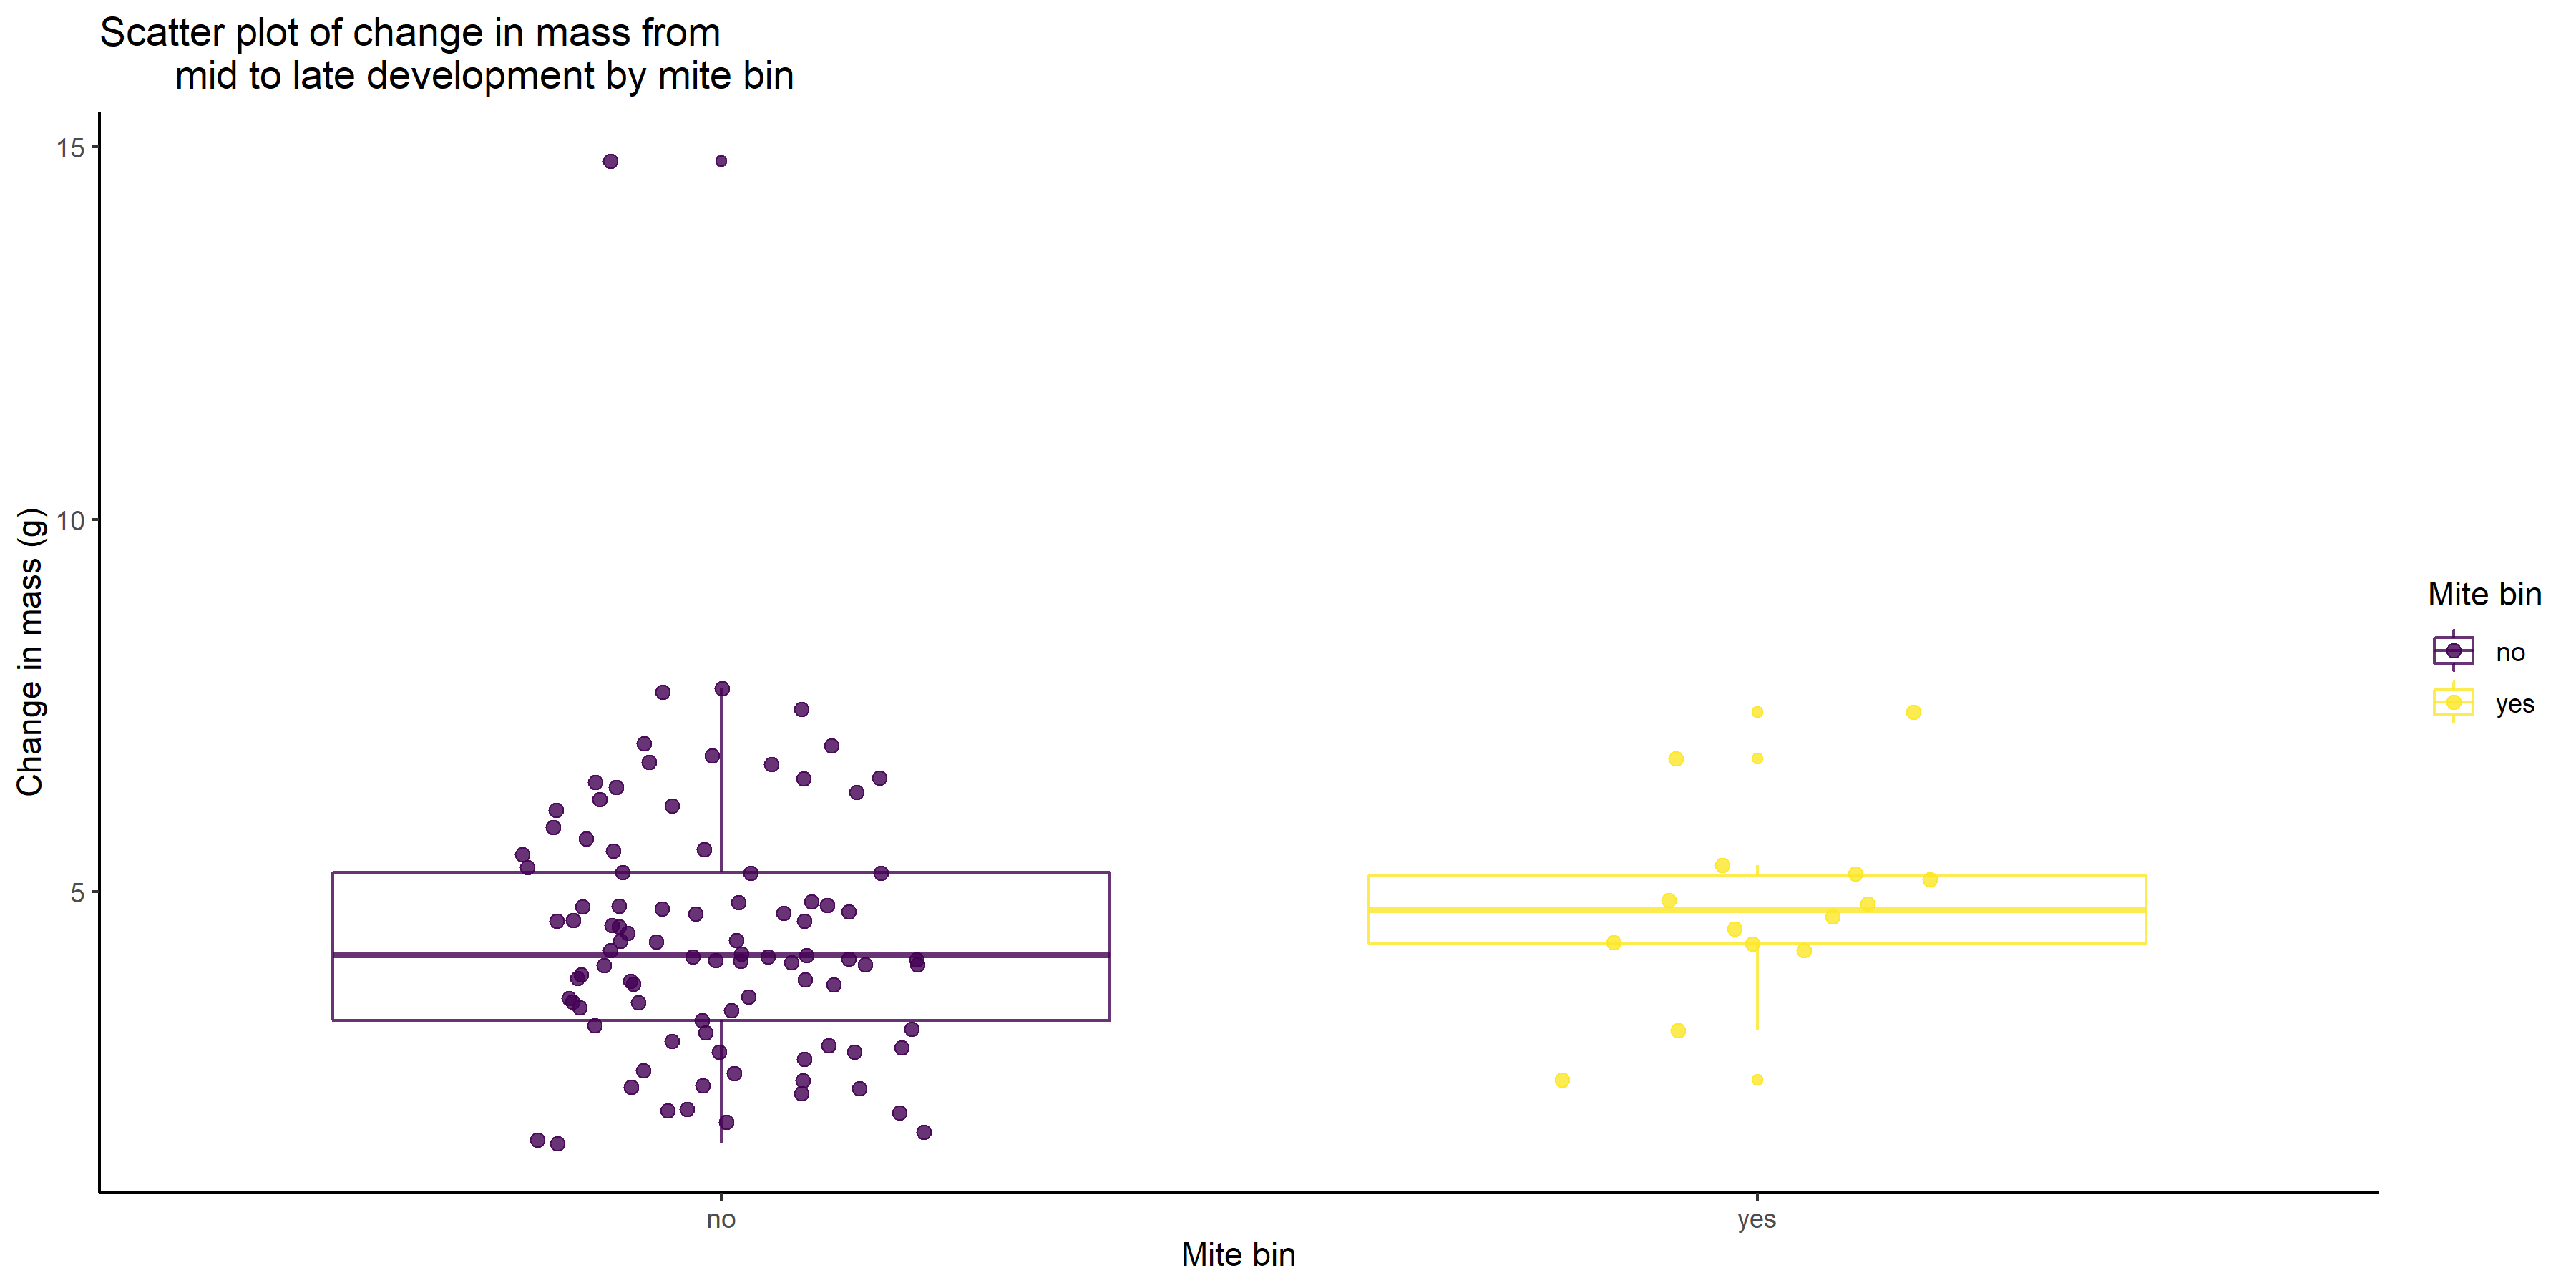 Scatter plot of change in mass from
mid to late development by mite bin
15
10
5
Change in mass (g)
no
yes
Mite bin
Mite bin
no
yes